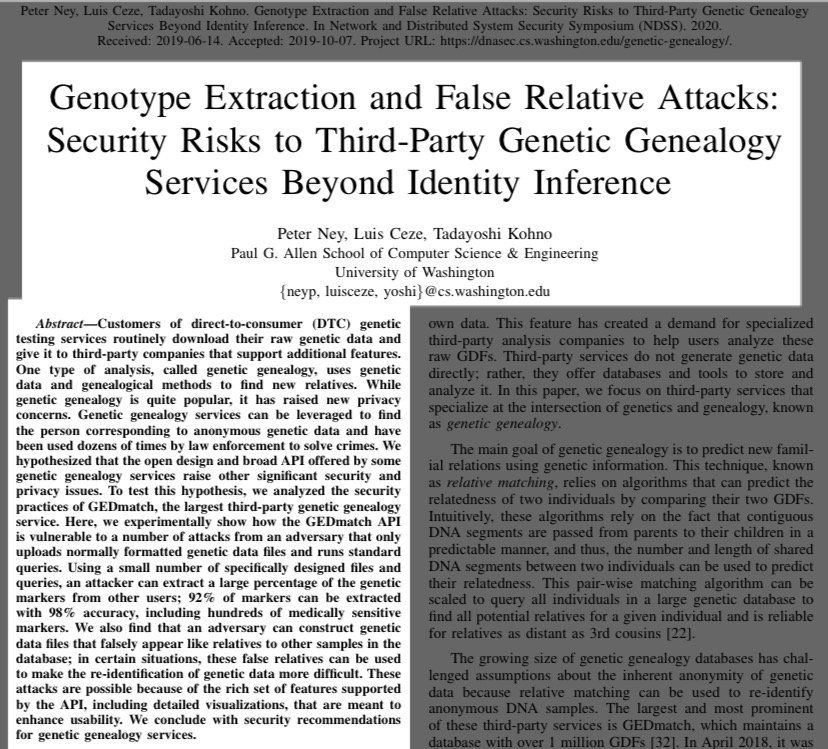 Peter Ney, Luis Ceze, Tadayoshi Kohno. Genotype Extraction and False Relative Attacks: Security Risks to Third-Party Genetic Genealogy
Services Beyond Identity Inference. In Network and Distributed System Security Symposium (NDSS). 2020.
Received: 2019-06-14. Accepted: 2019-10-07. Project URL: https://dnasec.cs.washington.edu/genetic-genealogy/.
Genotype Extraction and False Relative Attacks:
Security Risks to Third-Party Genetic Genealogy
Services Beyond Identity Inference
Peter Ney, Luis Ceze, Tadayoshi Kohno
Paul G. Allen School of Computer Science & Engineering
University of Washington
{neyp, luisceze, yoshi}@cs.washington.edu
Abstract—Customers of direct-to-consumer (DTC) genetic
testing services routinely download their raw genetic data and
give it to third-party companies that support additional features.
One type of analysis, called genetic genealogy, uses genetic
data and genealogical methods to find new relatives. While
genetic genealogy is quite popular, it has raised new privacy
concerns. Genetic genealogy services can be leveraged to find
the person corresponding to anonymous genetic data and have
been used dozens of times by law enforcement to solve crimes. We
hypothesized that the open design and broad API offered by some
genetic genealogy services raise other significant security and
privacy issues. To test this hypothesis, we analyzed the security
practices of GEDmatch, the largest third-party genetic genealogy
service. Here, we experimentally show how the GEDmatch API
is vulnerable to a number of attacks from an adversary that only
uploads normally formatted genetic data files and runs standard
queries. Using a small number of specifically designed files and
queries, an attacker can extract a large percentage of the genetic
markers from other users; 92% of markers can be extracted
with 98% accuracy, including hundreds of medically sensitive
markers. We also find that an adversary can construct genetic
data files that falsely appear like relatives to other samples in the
database; in certain situations, these false relatives can be used
to make the re-identification of genetic data more difficult. These
attacks are possible because of the rich set of features supported
by the API, including detailed visualizations, that are meant to
enhance usability. We conclude with security recommendations
for genetic genealogy services.
own data. This feature has created a demand for specialized
third-party analysis companies to help users analyze these
raw GDFs. Third-party services do not generate genetic data
directly; rather, they offer databases and tools to store and
analyze it. In this paper, we focus on third-party services that
specialize at the intersection of genetics and genealogy, known
as genetic genealogy.
The main goal of genetic genealogy is to predict new famil-
ial relations using genetic information. This technique, known
as relative matching, relies on algorithms that can predict the
relatedness of two individuals by comparing their two GDFs.
Intuitively, these algorithms rely on the fact that contiguous
DNA segments are passed from parents to their children in a
predictable manner, and thus, the number and length of shared
DNA segments between two individuals can be used to predict
their relatedness. This pair-wise matching algorithm can be
scaled to query all individuals in a large genetic database to
find all potential relatives for a given individual and is reliable
for relatives as distant as 3rd cousins [22].
The growing size of genetic genealogy databases has chal-
lenged assumptions about the inherent anonymity of genetic
data because relative matching can be used to re-identify
anonymous DNA samples. The largest and most prominent
of these third-party services is GEDmatch, which maintains a
database with over 1 million GDFs [32]. In April 2018, it was